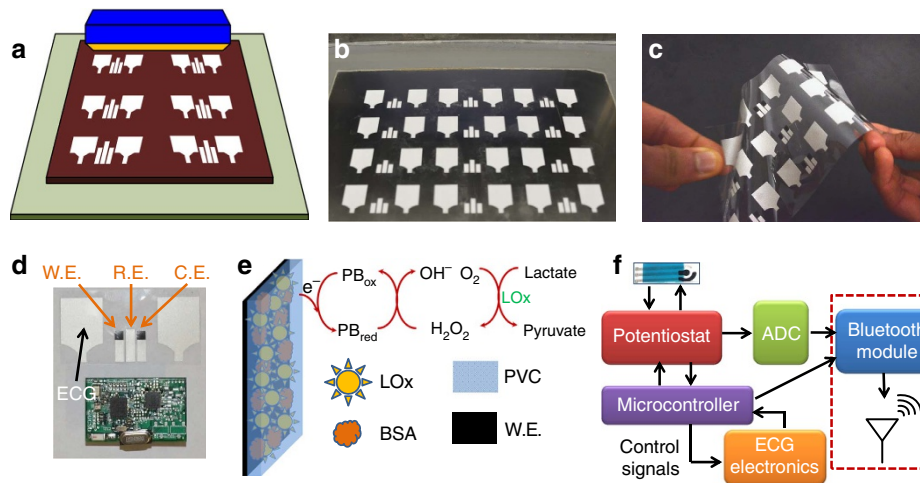 a
b
c
d
W.E. R.E. C.E.
ECG
e
e⁻ PBox OH⁻ O₂ Lactate
LOx
PBred H₂O₂ Pyruvate
LOx PVC
BSA W.E.
f
Potentiostat ADC Bluetooth
module
Microcontroller
Control
signals
ECG
electronics